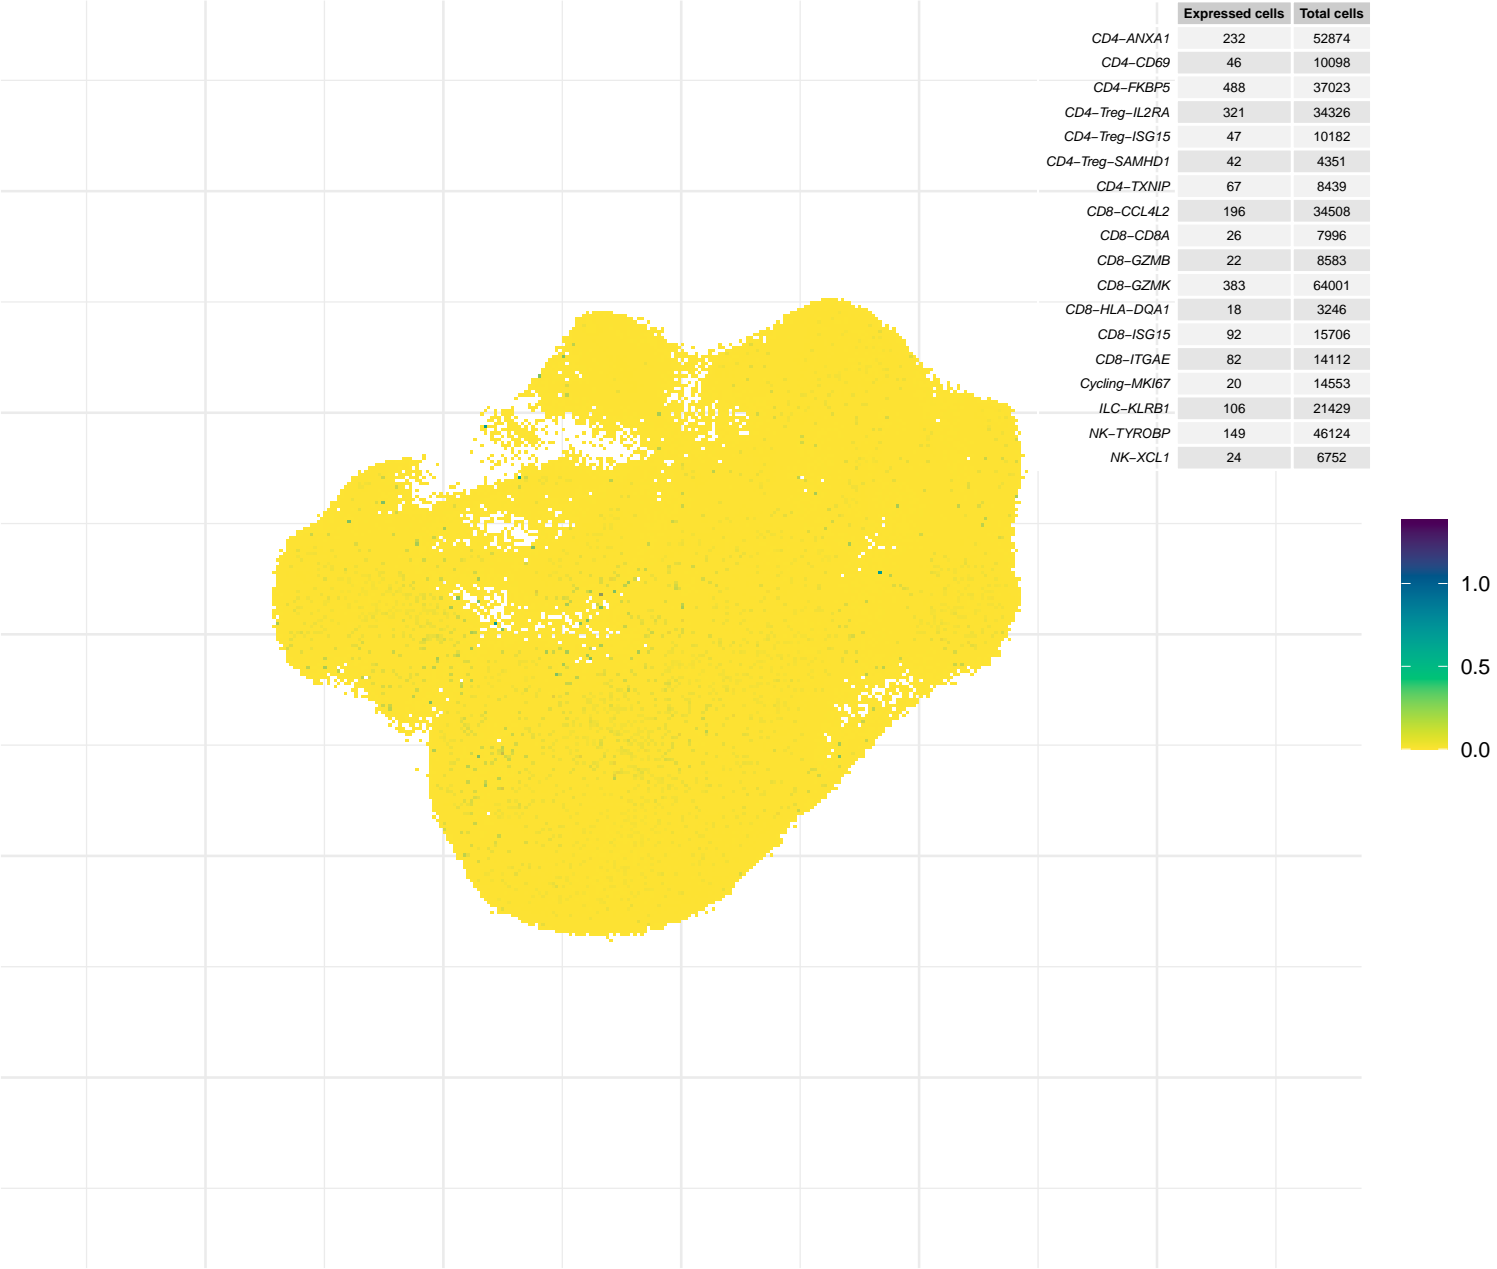 Expressed cells Total cells
CD4−ANXA1 232 52874
CD4−CD69 46 10098
CD4−FKBP5 488 37023
CD4−Treg−IL2RA 321 34326
CD4−Treg−ISG15 47 10182
CD4−Treg−SAMHD1 42 4351
CD4−TXNIP 67 8439
CD8−CCL4L2 196 34508
CD8−CD8A 26 7996
CD8−GZMB 22 8583
CD8−GZMK 383 64001
CD8−HLA−DQA1 18 3246
CD8−ISG15 92 15706
CD8−ITGAE 82 14112
Cycling−MKI67 20 14553
ILC−KLRB1 106 21429
NK−TYROBP 149 46124
NK−XCL1 24 6752
1.0
0.5
0.0